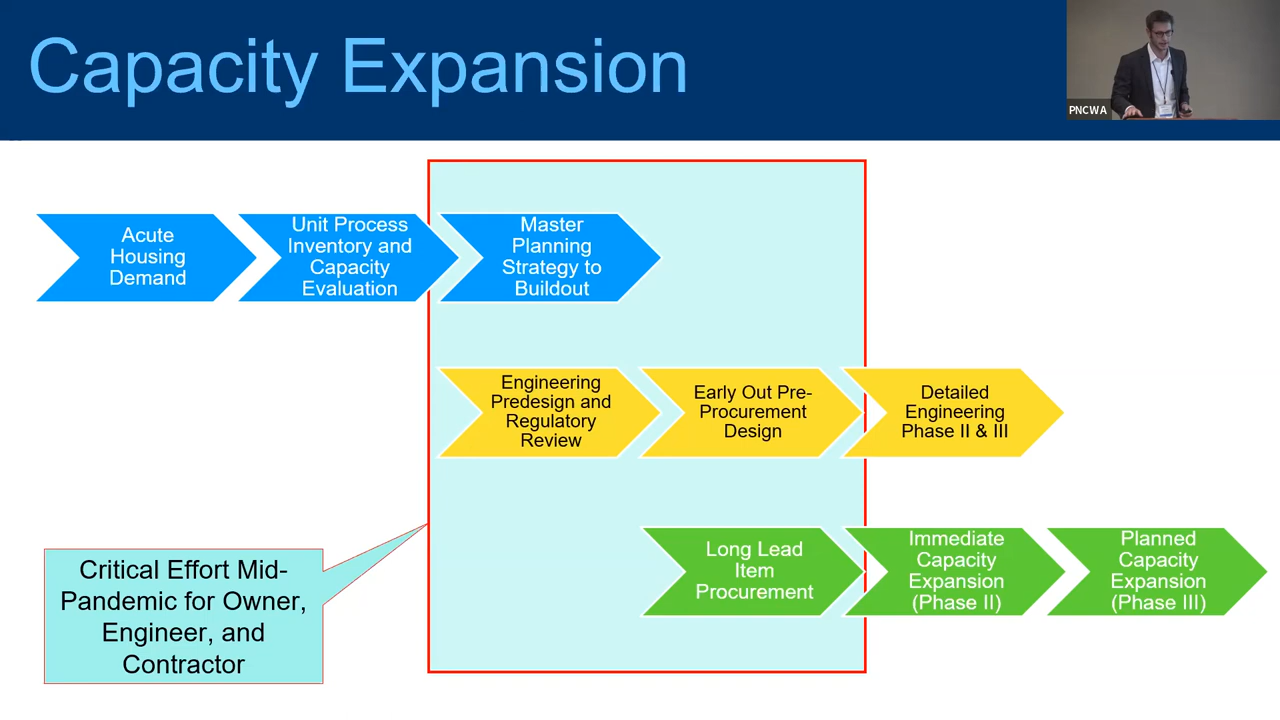 Capacity Expansion
PNCWA
Acute
Housing
Demand
Unit Process
Inventory and
Capacity
Evaluation
Master
Planning
Strategy to
Buildout
Engineering
Predesign and
Regulatory
Review
Early Out Pre-
Procurement
Design
Detailed
Engineering
Phase II & III
Long Lead
Item
Procurement
Immediate
Capacity
Expansion
(Phase II)
Planned
Capacity
Expansion
(Phase III)
Critical Effort Mid-
Pandemic for Owner,
Engineer, and
Contractor